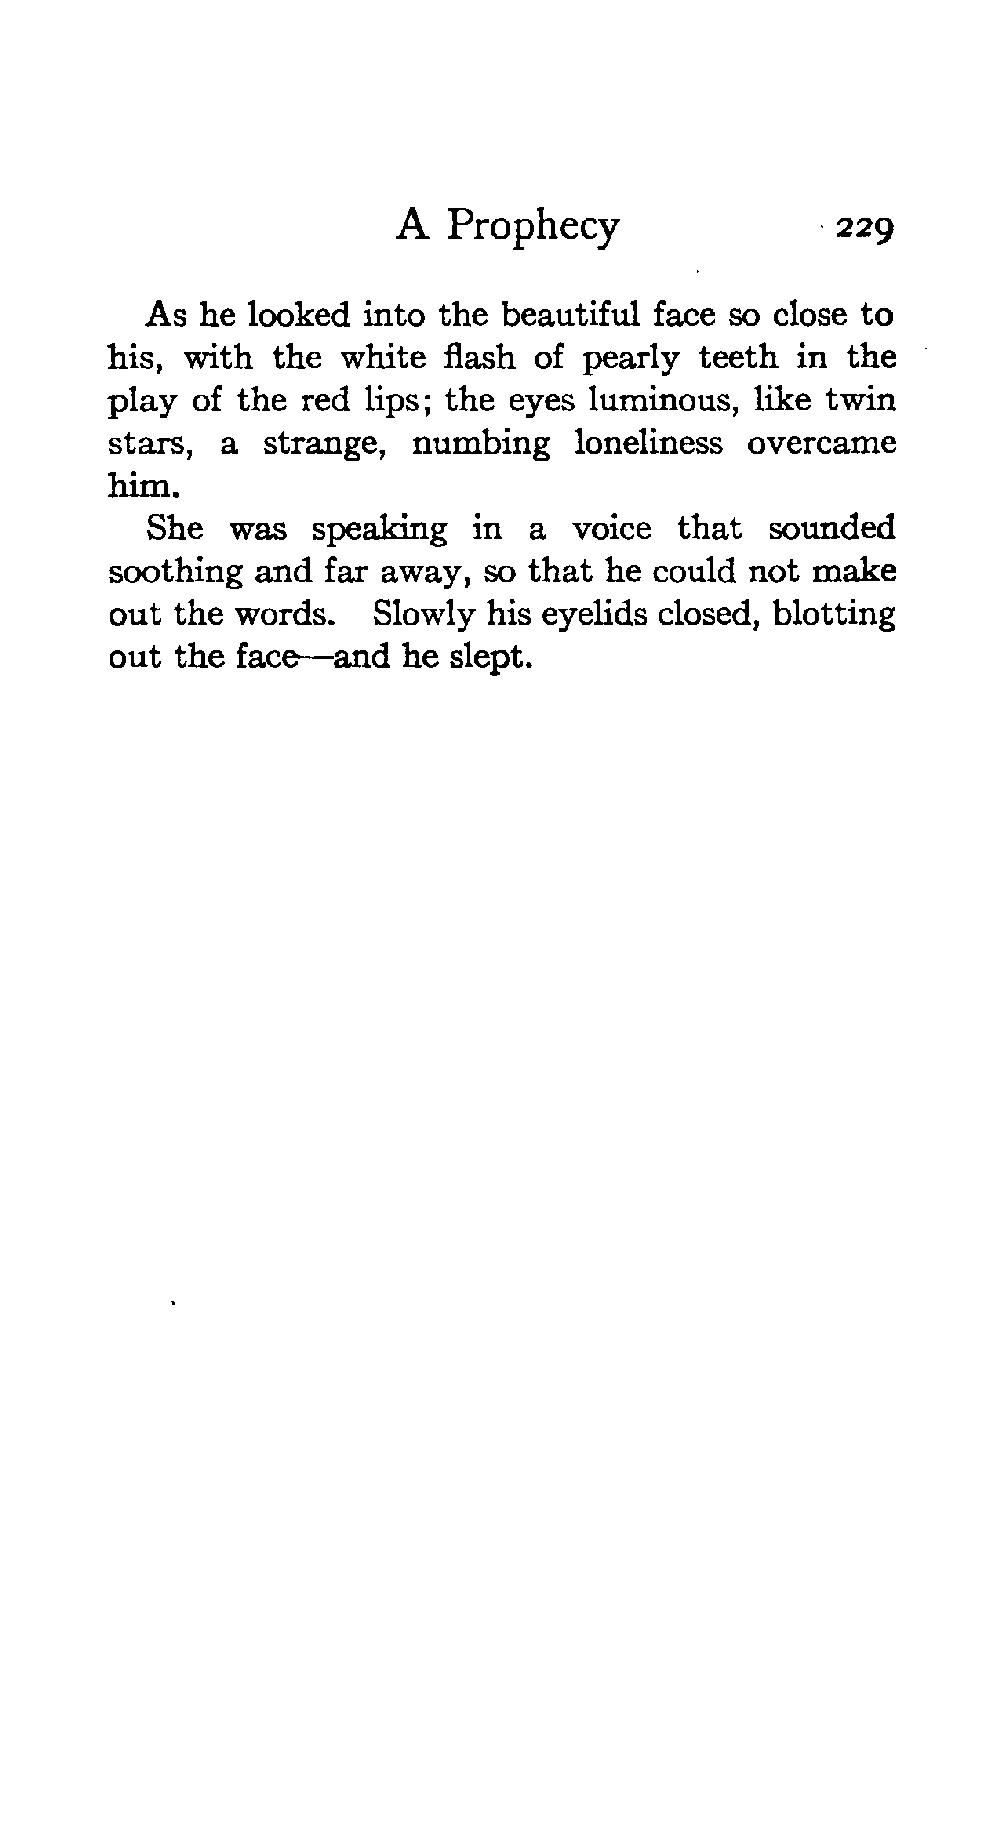 A Prophecy 229
As he looked into the beautiful face so close to
his, with the white flash of pearly teeth in the
play of the red lips; the eyes luminous, like twin
stars, a strange, numbing loneliness overcame
him.
She was speaking in a voice that sounded
soothing and far away, so that he could not make
out the words. Slowly his eyelids closed, blotting
out the face—and he slept.